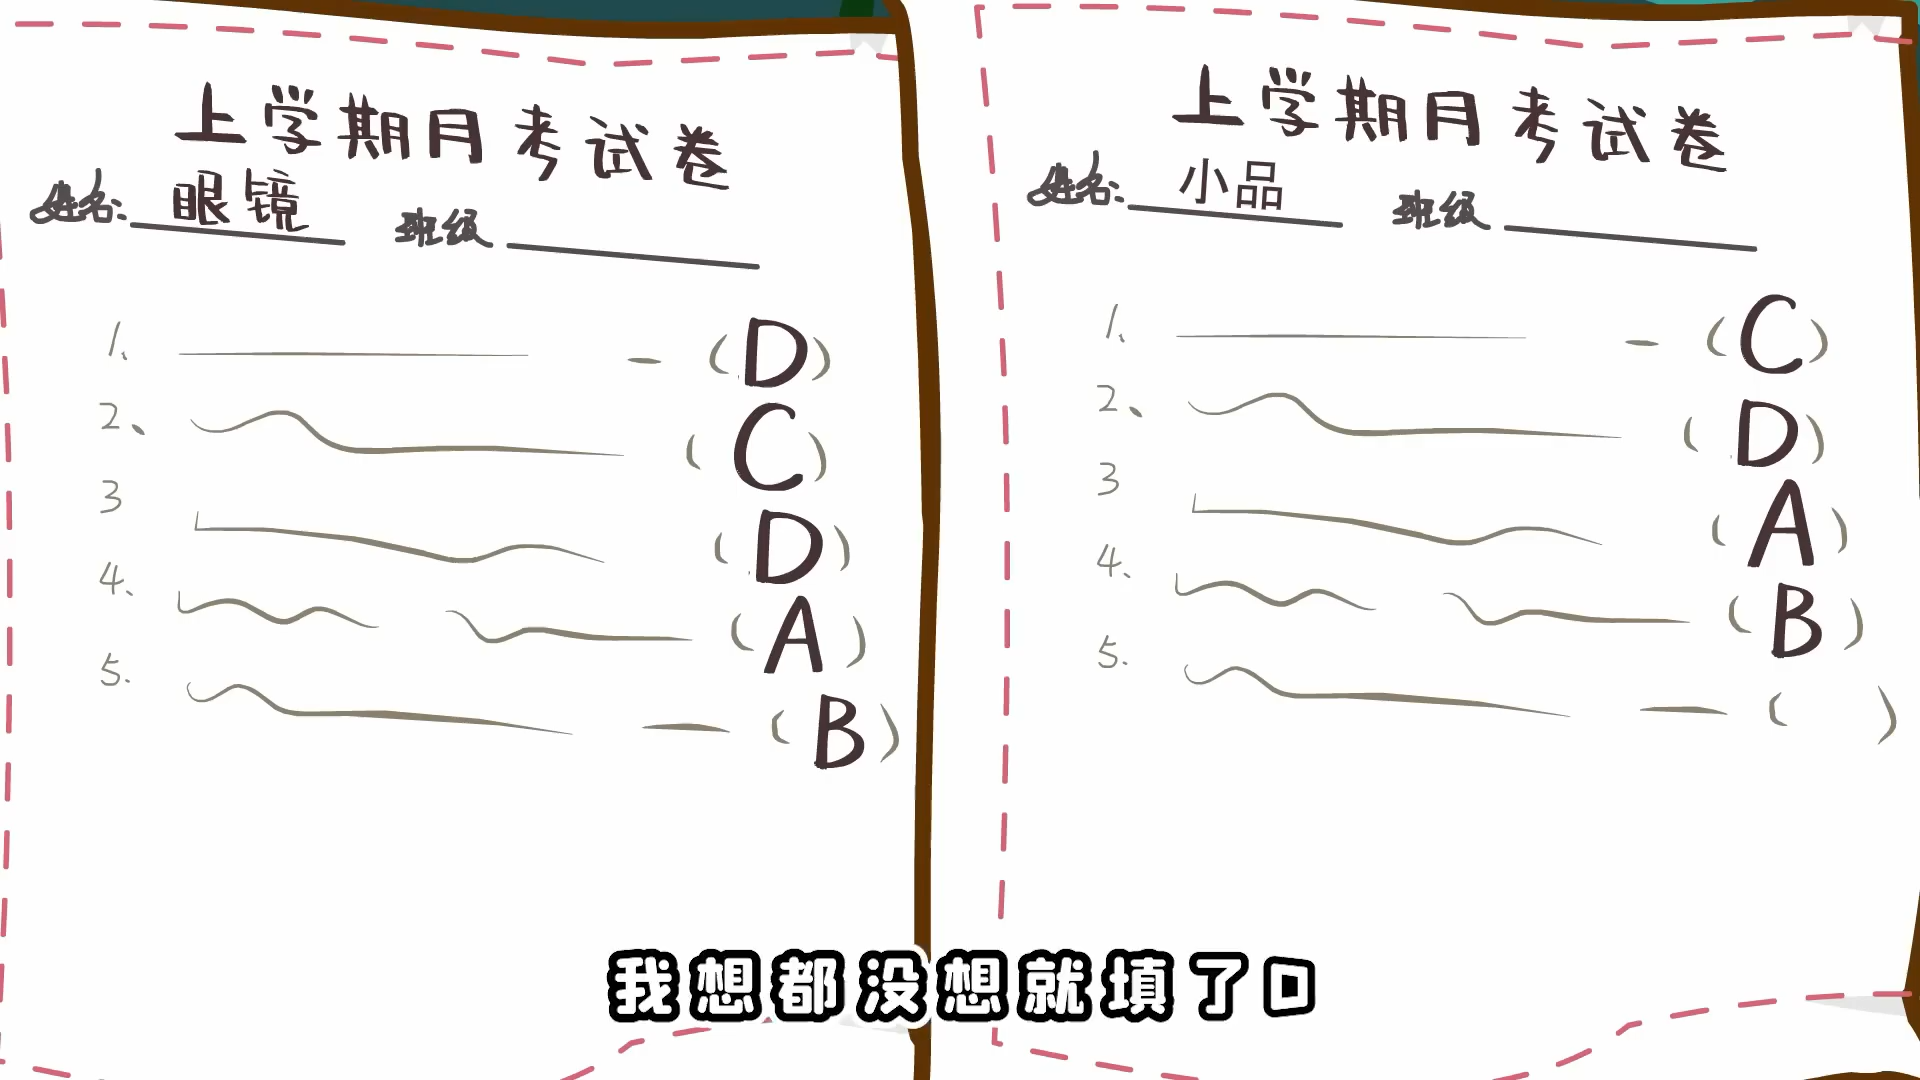 上学期月考试卷
姓名: 眼镜 班级
1、 (D)
2、 (C)
3 (D)
4、 (A)
5. (B)
上学期月考试卷
姓名: 小品 班级
1、 (C)
2、 (D)
3 (A)
4、 (B)
5. ( )
我想都没想就填了D